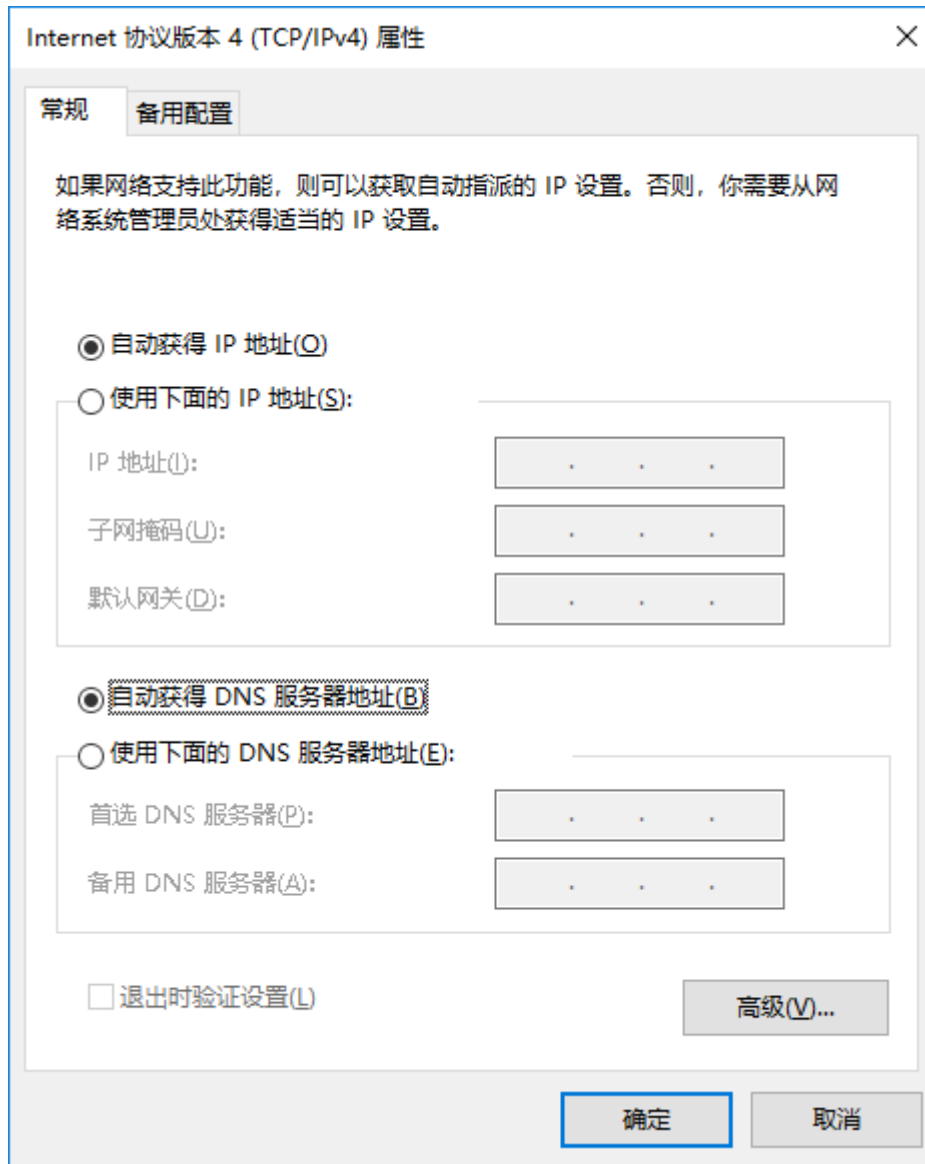 Internet 协议版本 4 (TCP/IPv4) 属性
常规
备用配置
如果网络支持此功能，则可以获取自动指派的 IP 设置。否则，你需要从网
络系统管理员处获得适当的 IP 设置。
自动获得 IP 地址(O)
使用下面的 IP 地址(S):
IP 地址(I):
子网掩码(U):
默认网关(D):
自动获得 DNS 服务器地址(B)
使用下面的 DNS 服务器地址(E):
首选 DNS 服务器(P):
备用 DNS 服务器(A):
退出时验证设置(L)
高级(V)...
确定
取消